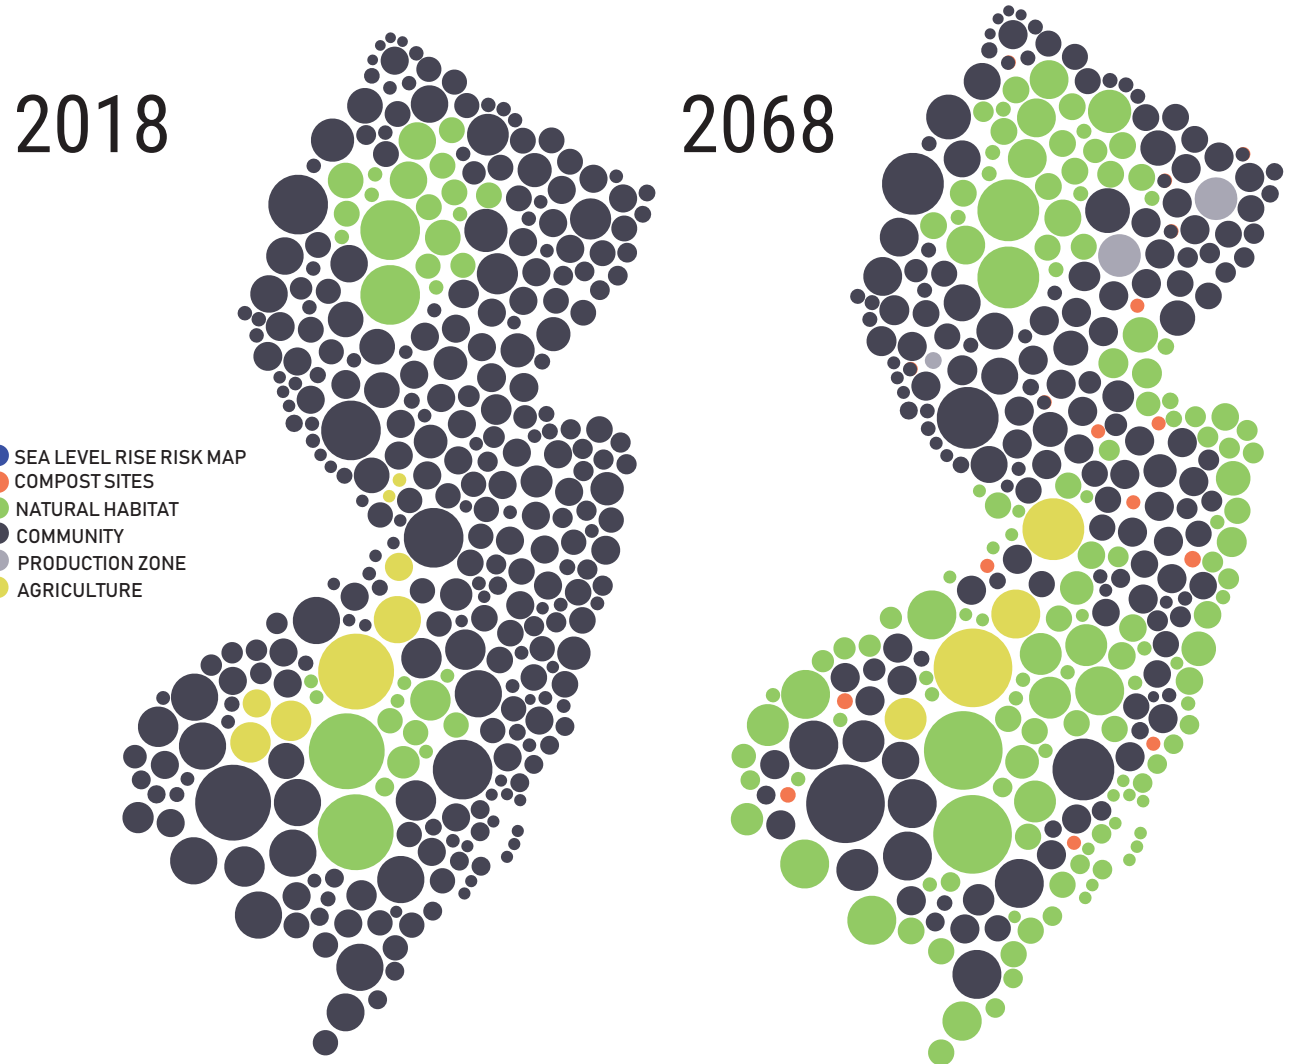 2018
2068
SEA LEVEL RISE RISK MAP
COMPOST SITES
NATURAL HABITAT
COMMUNITY
PRODUCTION ZONE
AGRICULTURE